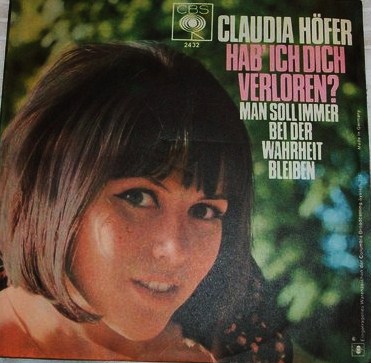 CBS
2432
CLAUDIA HÖFER
HAB' ICH DICH
VERLOREN?
MAN SOLL IMMER
BEI DER
WAHRHEIT
BLEIBEN
Made in Germany